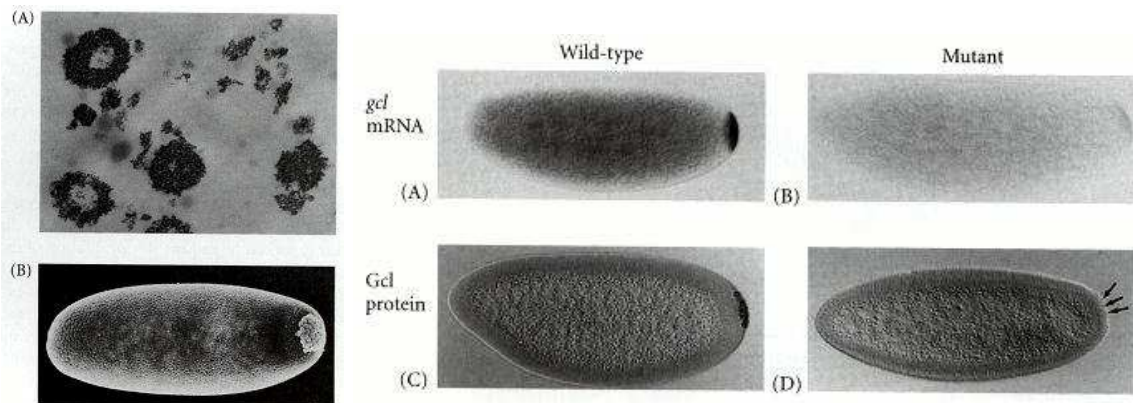 (A)
(B)
Wild-type
Mutant
gcl
mRNA
(A)
(B)
Gcl
protein
(C)
(D)